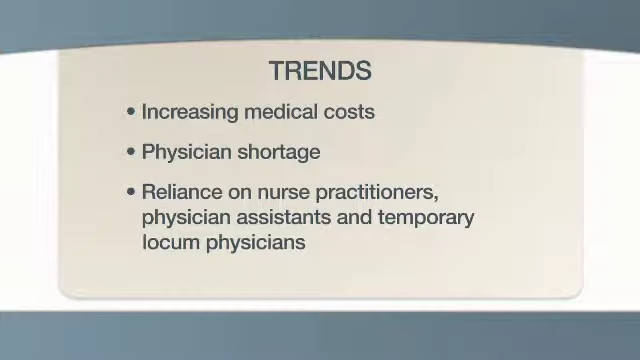 TRENDS
• Increasing medical costs
• Physician shortage
• Reliance on nurse practitioners,
physician assistants and temporary
locum physicians